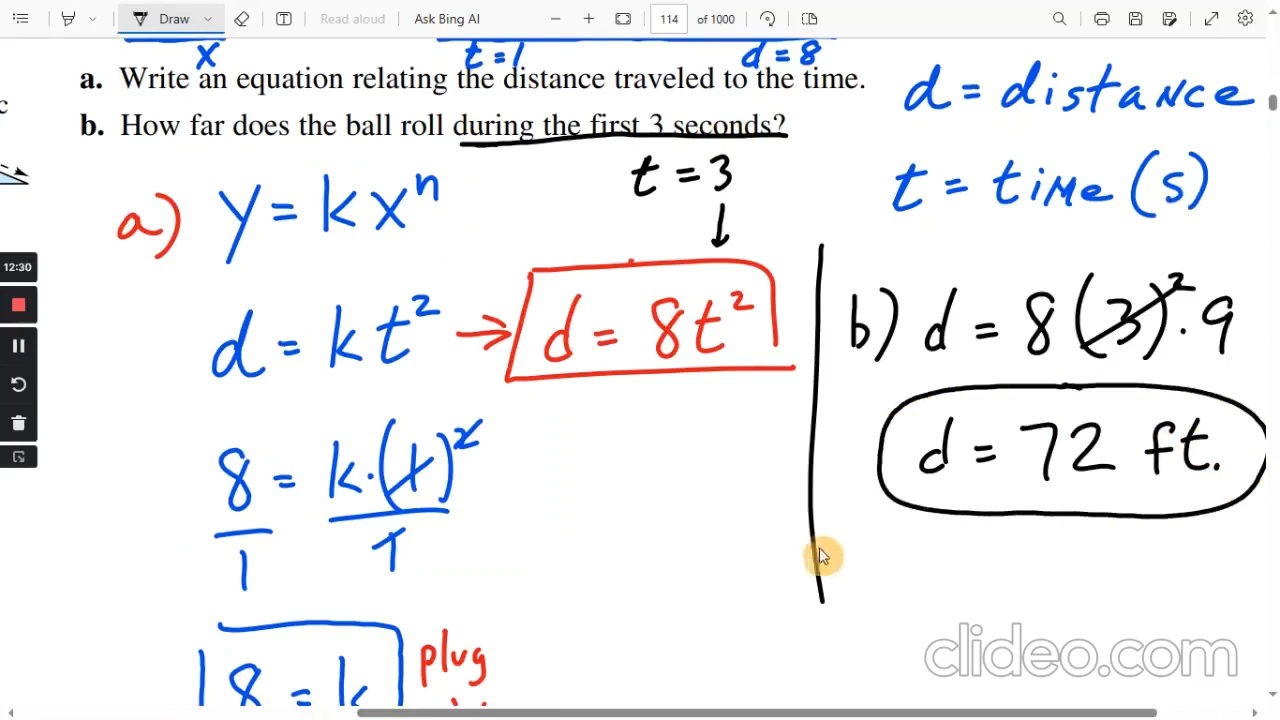 Draw
Read aloud
Ask Bing AI
114 of 1000
x
t = 1
d = 8
a. Write an equation relating the distance traveled to the time.
b. How far does the ball roll during the first 3 seconds?
c
d = distance
t = time (s)
t = 3
a) y = kx^n
d = kt^2 → d = 8t^2
8 = k·(1)^2
1 1
8 = k
plug
b) d = 8(3)^2 · 9
d = 72 ft.
12:30
clideo.com